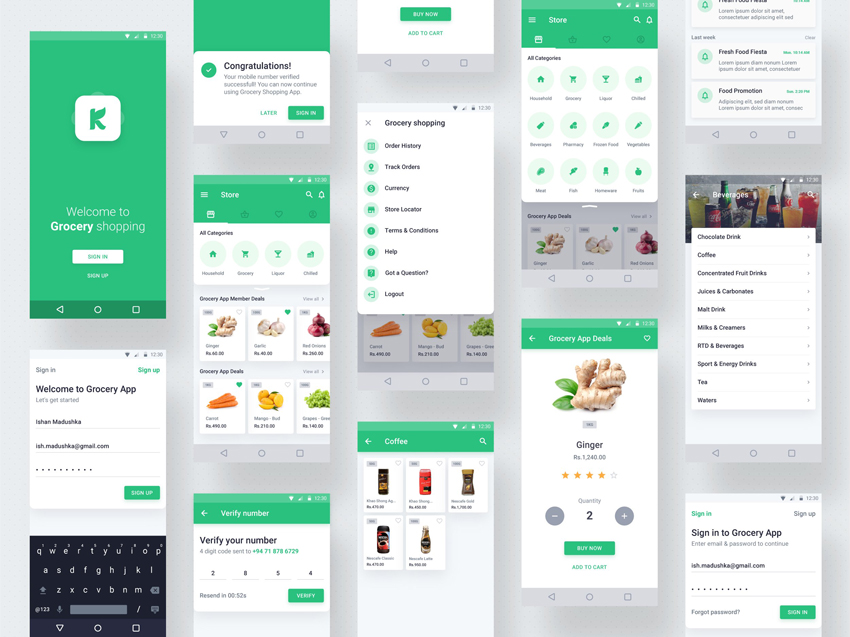 12:30
Welcome to
Grocery shopping
SIGN IN
SIGN UP
12:30
Sign in
Sign up
Welcome to Grocery App
Let's get started
Ishan Madushka
ish.madushka@gmail.com
SIGN UP
q w e r t y u i o p
a s d f g h j k l
z x c v b n m
@123
/
Congratulations!
Your mobile number verified
successful! You can now continue
using Grocery Shopping App.
LATER
SIGN IN
12:30
Store
All Categories
Household
Grocery
Liquor
Chilled
Grocery App Member Deals
View all
Ginger
Rs.60.00
Garlic
Rs.40.00
Red Onions
Rs.260.00
Grocery App Deals
View all
Carrot
Rs.470.00
Mango - Bud
Rs.210.00
Grapes - Gree
Rs.140.00
12:30
Verify number
Verify your number
4 digit code sent to +94 71 878 6729
2 8 5 4
Resend in 00:52s
VERIFY
BUY NOW
ADD TO CART
12:30
Grocery shopping
Order History
Track Orders
Currency
Store Locator
Terms & Conditions
Help
Got a Question?
Logout
Carrot
Rs.470.00
Mango - Bud
Rs.210.00
Grapes - Gree
Rs.140.00
12:30
Coffee
Rs.470.00
Rs.450.00
Nescafe Gold
Rs.1,700.00
Nescafe Classic
Rs.470.00
Nescafe Latte
Rs.950.00
12:30
Store
All Categories
Household
Grocery
Liqour
Chilled
Beverages
Pharmacy
Frozen Food
Vegetables
Meat
Fish
Homeware
Fruits
Grocery App Deals
View all
Ginger
Garlic
Red Onions
12:30
Grocery App Deals
Ginger
Rs.1,240.00
Quantity
2
BUY NOW
ADD TO CART
Fresh Food Fiesta
Lorem ipsum dolor sit amet,
consectetuer adipiscing elit sed
Last week
Clear
Fresh Food Fiesta
Mon. 10:14 AM
Lorem ipsum diam nonum Lorem
ipsum dolor sit amet, consectetuer
Food Promotion
Sun. 2:20 PM
Adipiscing elit, sed diam nonum
Lorem ipsum dolor sit amet, consec
12:30
Beverages
Chocolate Drink
Coffee
Concentrated Fruit Drinks
Juices & Carbonates
Malt Drink
Milks & Creamers
RTD & Beverages
Sport & Energy Drinks
Tea
Waters
12:30
Sign in
Sign up
Sign in to Grocery App
Enter email & password to continue
ish.madushka@gmail.com
Forgot password?
SIGN IN